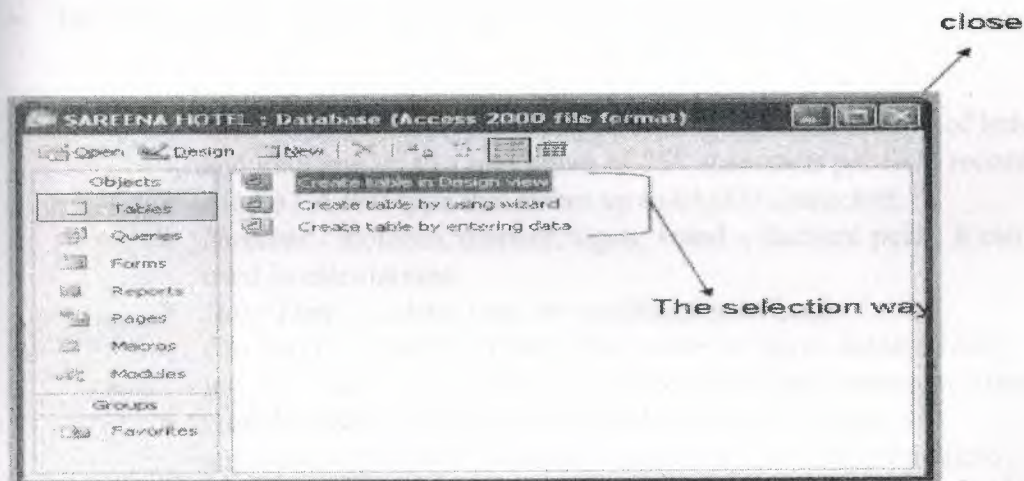 close
SAREENA HOTEL : Database (Access 2000 file format)
Open Design New
Objects
Tables
Queries
Forms
Reports
Pages
Macros
Modules
Groups
Favorites
Create table in Design view
Create table by using wizard
Create table by entering data
The selection way